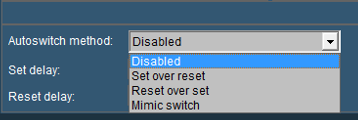 Autoswitch method: Disabled
Disabled
Set delay: Set over reset
Reset over set
Reset delay: Mimic switch